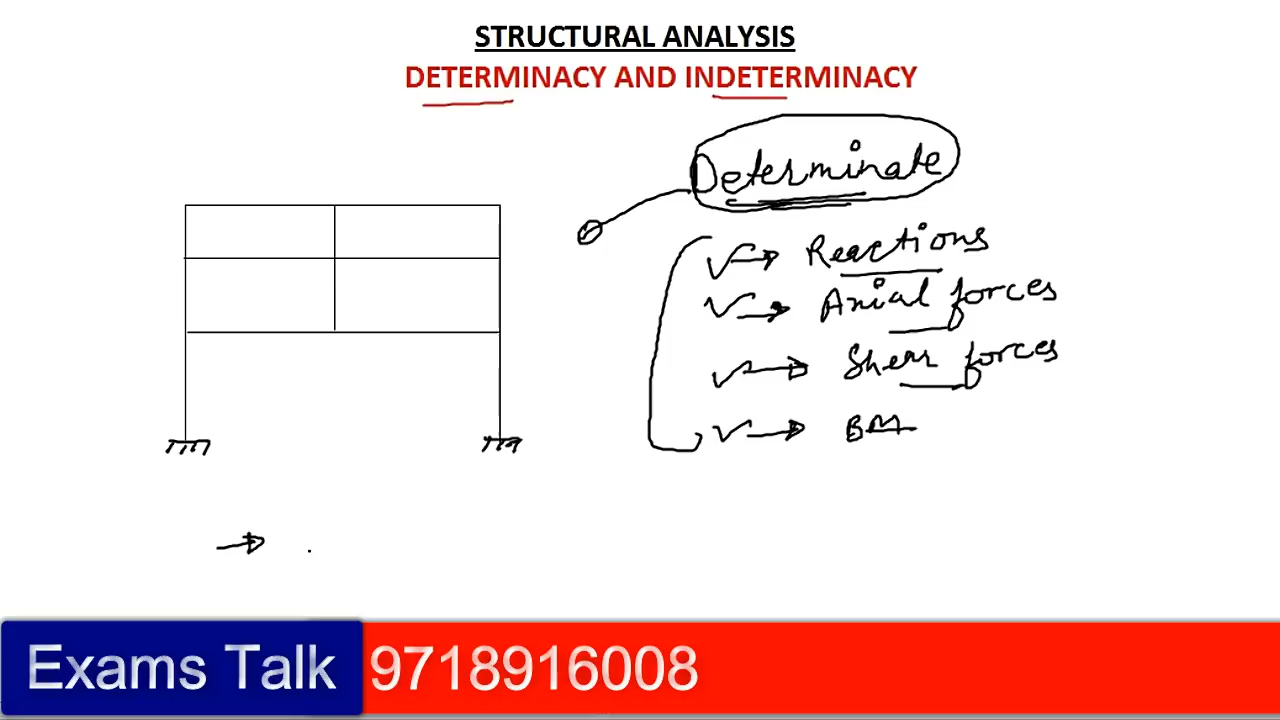 STRUCTURAL ANALYSIS
DETERMINACY AND INDETERMINACY
Determinate
Reactions
Axial forces
Shear forces
BM
Exams Talk 9718916008